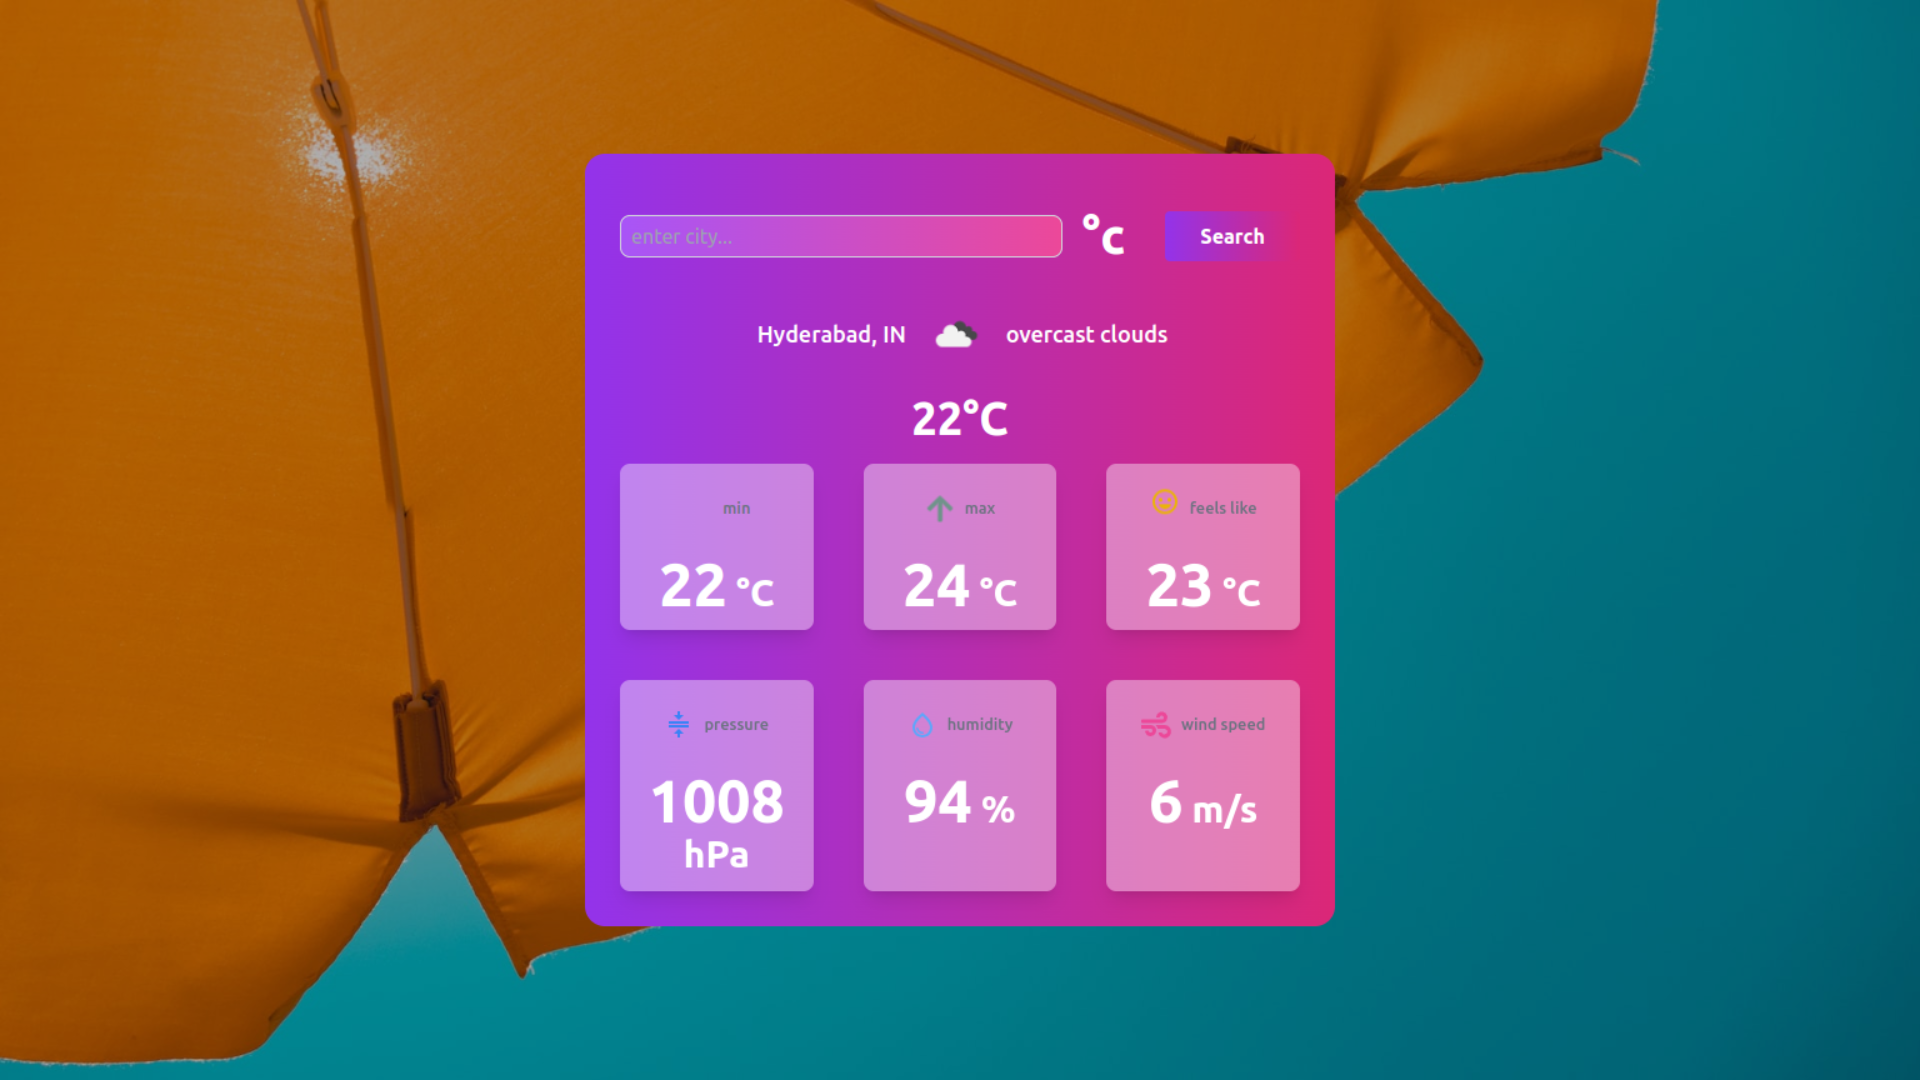 enter city...
°c
Search
Hyderabad, IN
overcast clouds
22°C
min
22 °C
max
24 °C
feels like
23 °C
pressure
1008
hPa
humidity
94 %
wind speed
6 m/s